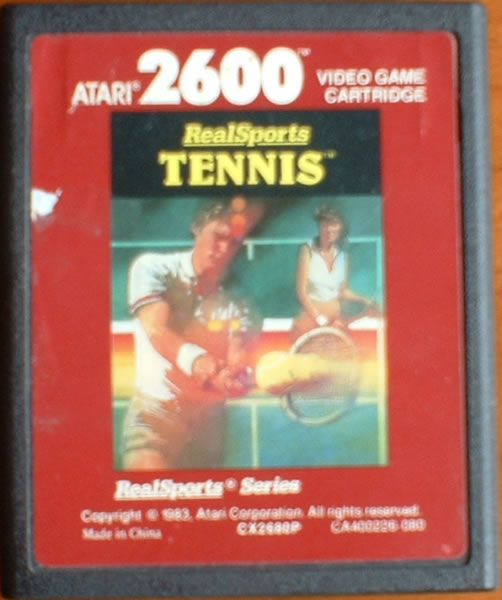 ATARI® 2600™ VIDEO GAME
CARTRIDGE
RealSports
TENNIS™
RealSports® Series
Copyright © 1983, Atari Corporation. All rights reserved.
Made in China CX2680P CA400226-080